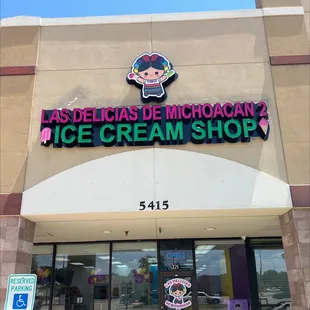 LAS DELICIAS DE MICHOACAN 2
ICE CREAM SHOP
5415
RESERVED
PARKING